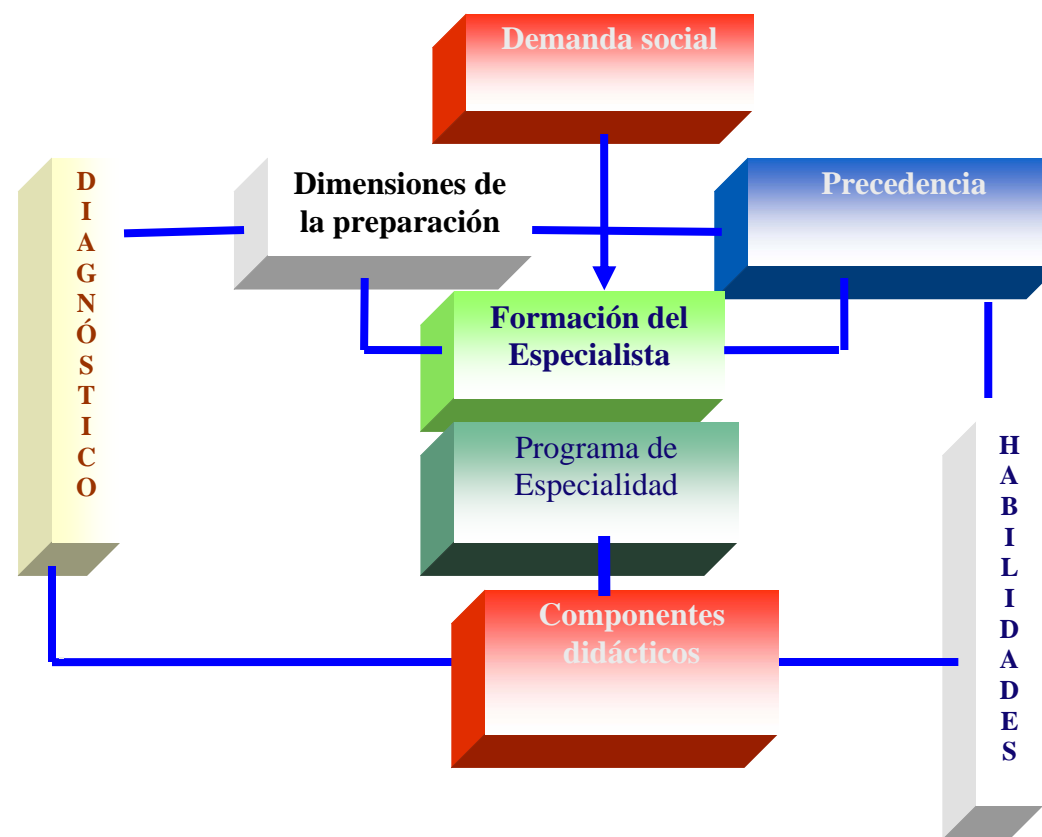 Demanda social
DIAGNÓSTICO
Dimensiones de
la preparación
Precedencia
Formación del
Especialista
Programa de
Especialidad
HABILIDADES
Componentes
didácticos